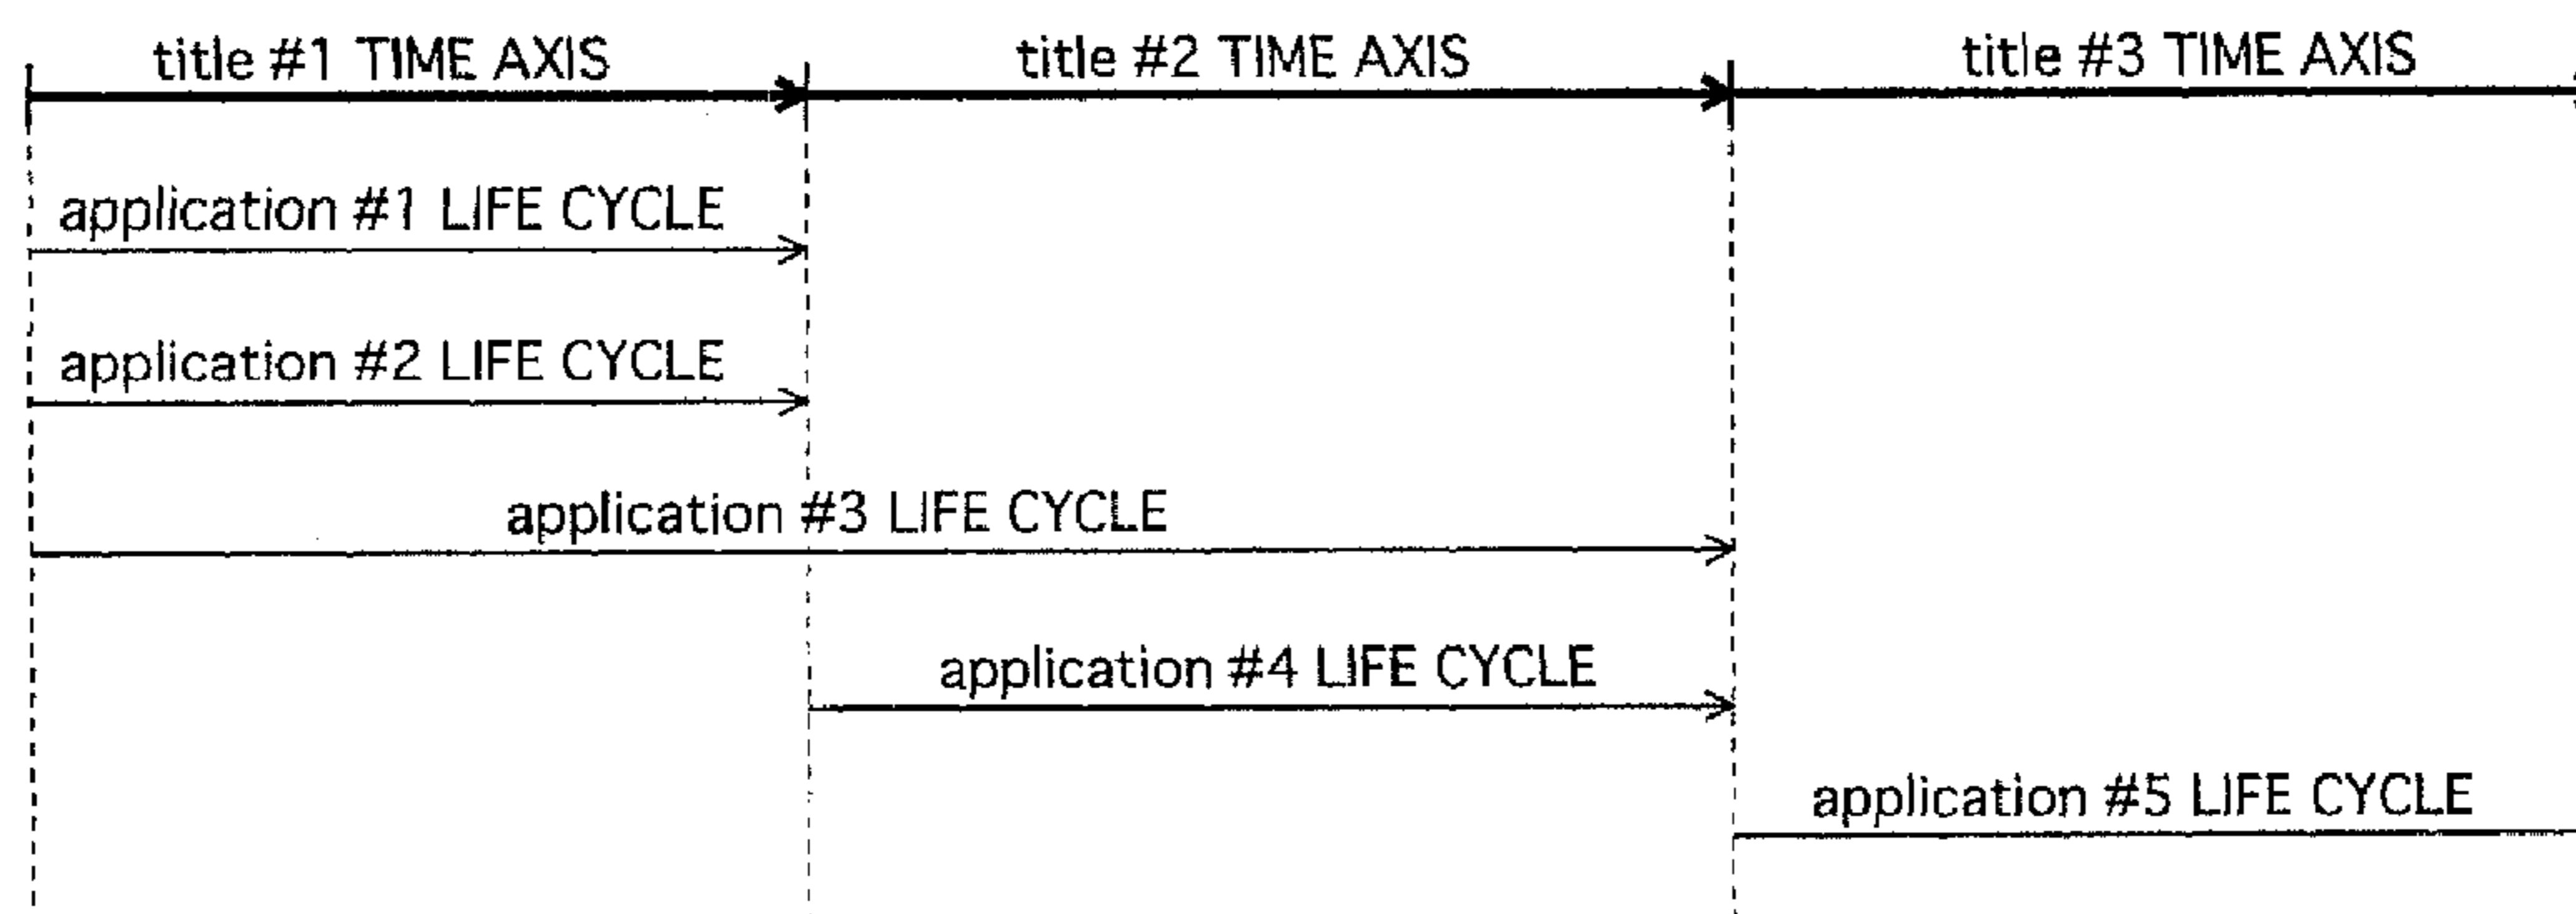 title #1 TIME AXIS title #2 TIME AXIS title #3 TIME AXIS
application #1 LIFE CYCLE
application #2 LIFE CYCLE
application #3 LIFE CYCLE
application #4 LIFE CYCLE
application #5 LIFE CYCLE